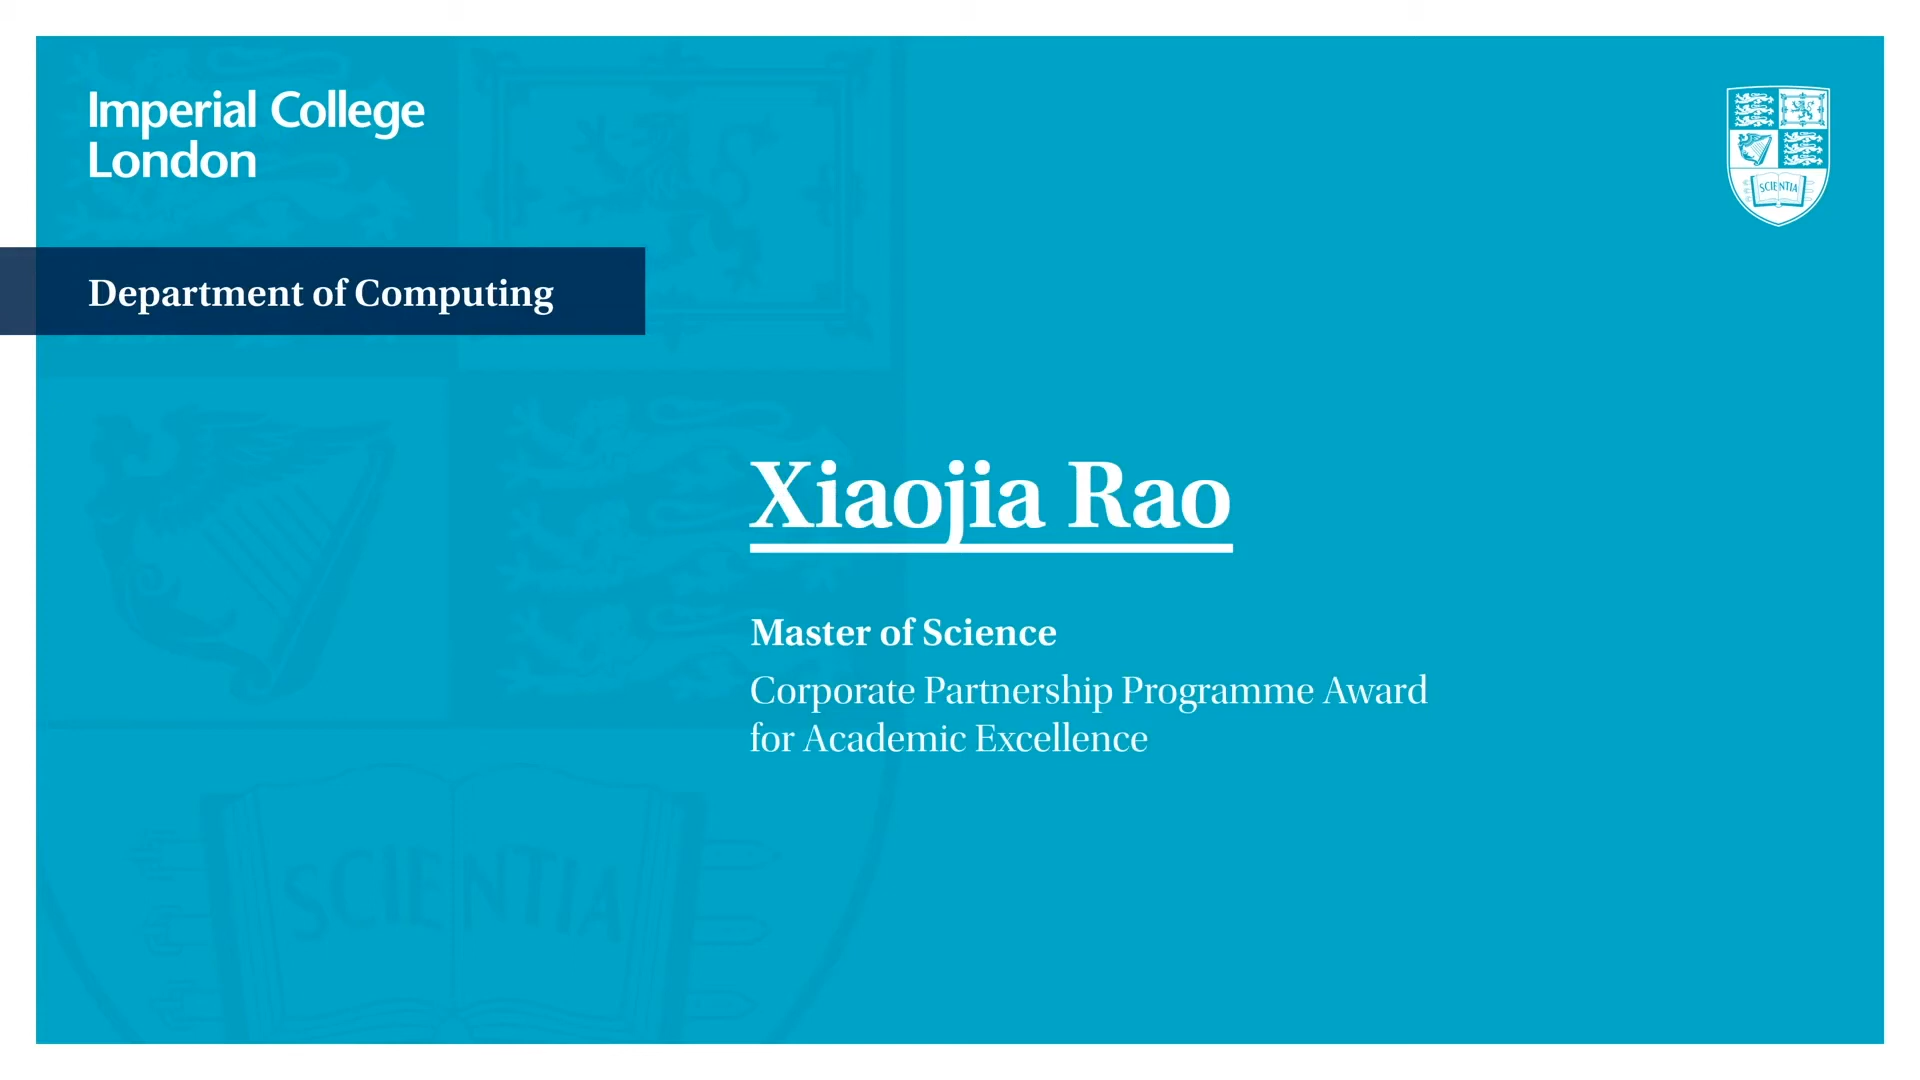 Imperial College
London
SCIENTIA
Department of Computing
Xiaojia Rao
Master of Science
Corporate Partnership Programme Award
for Academic Excellence
SCIENTIA